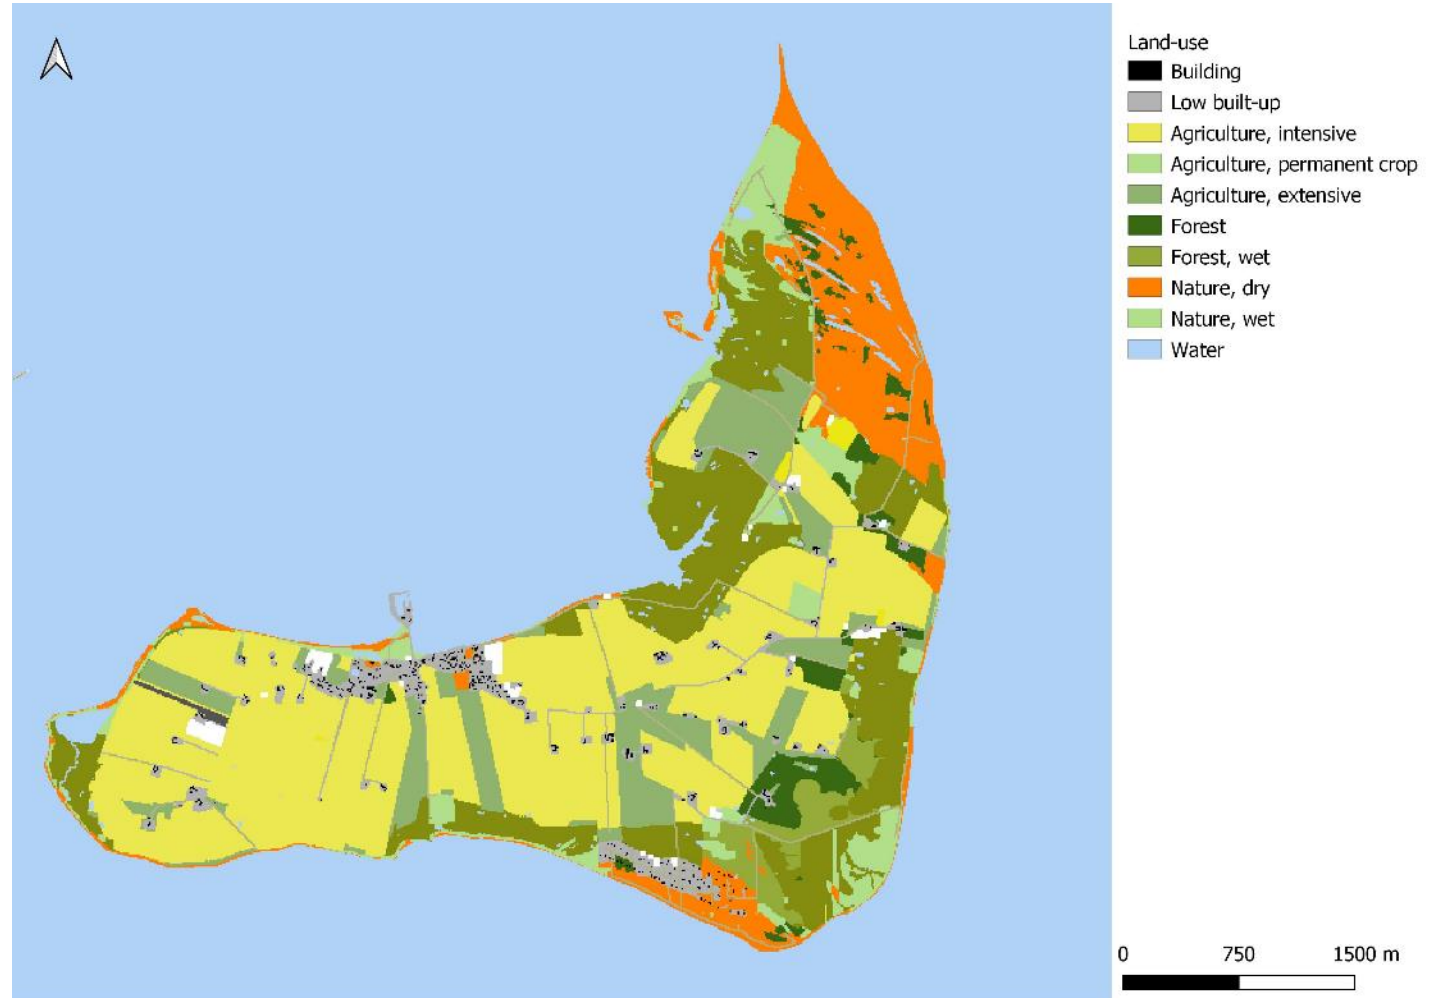 Land-use
Building
Low built-up
Agriculture, intensive
Agriculture, permanent crop
Agriculture, extensive
Forest
Forest, wet
Nature, dry
Nature, wet
Water
0 750 1500 m